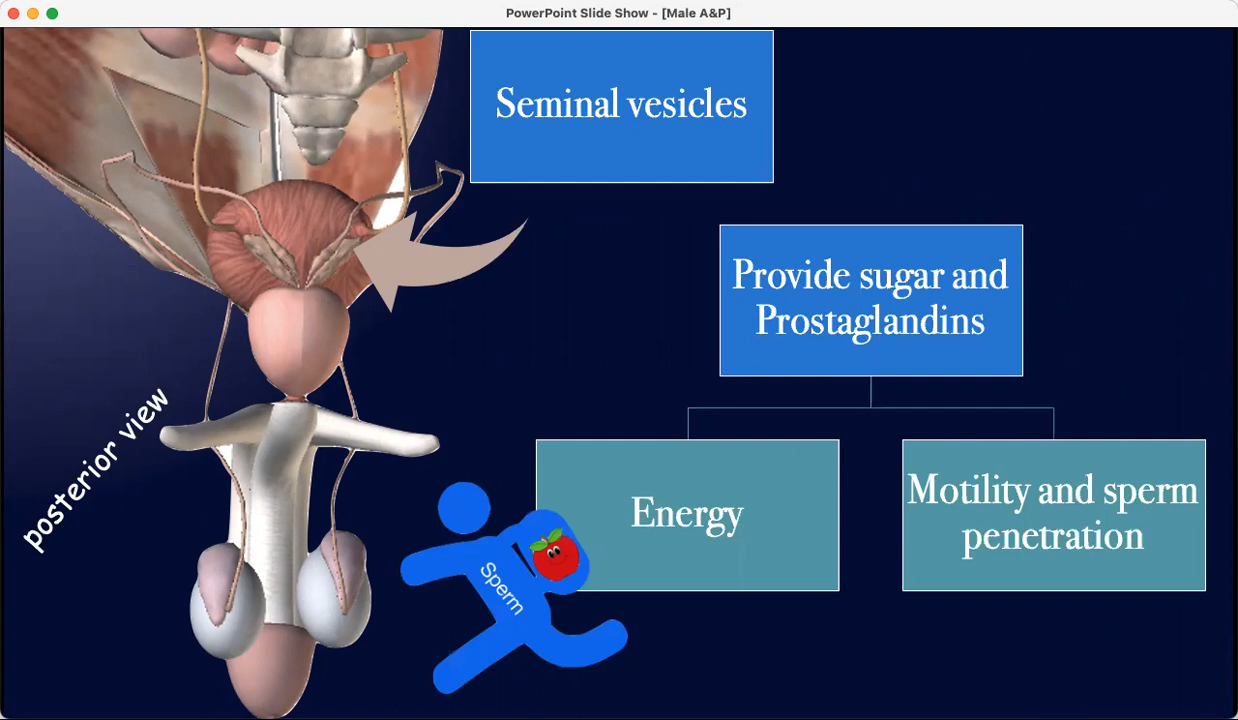 PowerPoint Slide Show - [Male A&P]
Seminal vesicles
Provide sugar and
Prostaglandins
posterior view
Energy
Motility and sperm
penetration
Sperm